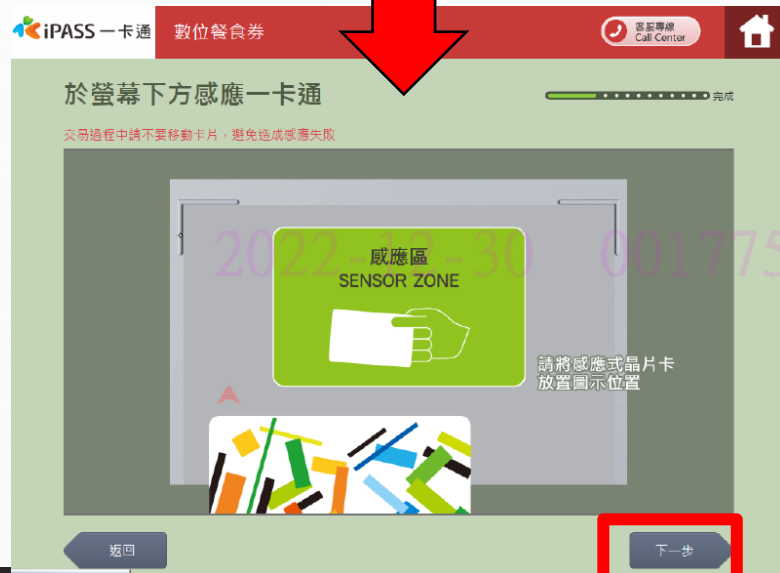 iPASS 一卡通
數位餐食券
客服專線
Call Center
於螢幕下方感應一卡通
完成
交易過程中請不要移動卡片，避免造成感應失敗
2022-12-30 001775
感應區
SENSOR ZONE
請將感應式晶片卡
放置圖示位置
返回
下一步